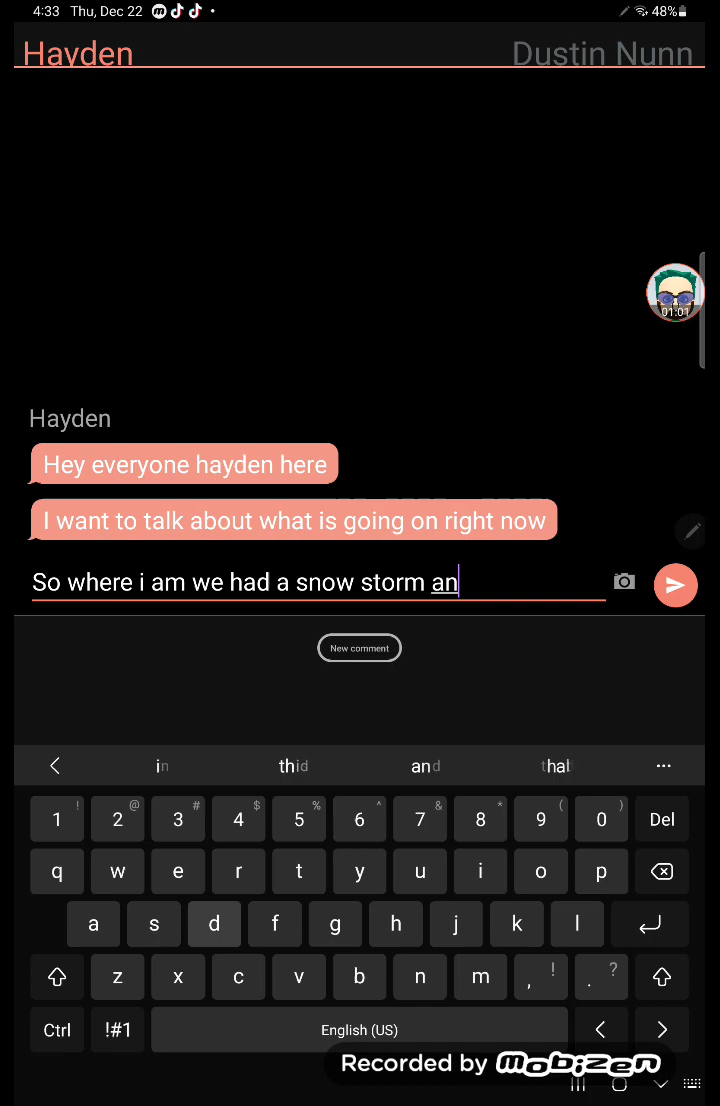 4:33 Thu, Dec 22 48%
Hayden Dustin Nunn
01:01
Hayden
Hey everyone hayden here
I want to talk about what is going on right now
So where i am we had a snow storm an
New comment
in thid and
1 ! 2 @ 3 # 4 $ 5 % 6 ^ 7 & 8 * 9 ( 0 ) Del
q w e r t y u i o p
a s d f g h j k l
z x c v b n m , ! . ?
Ctrl !#1 English (US)
Recorded by mobizen